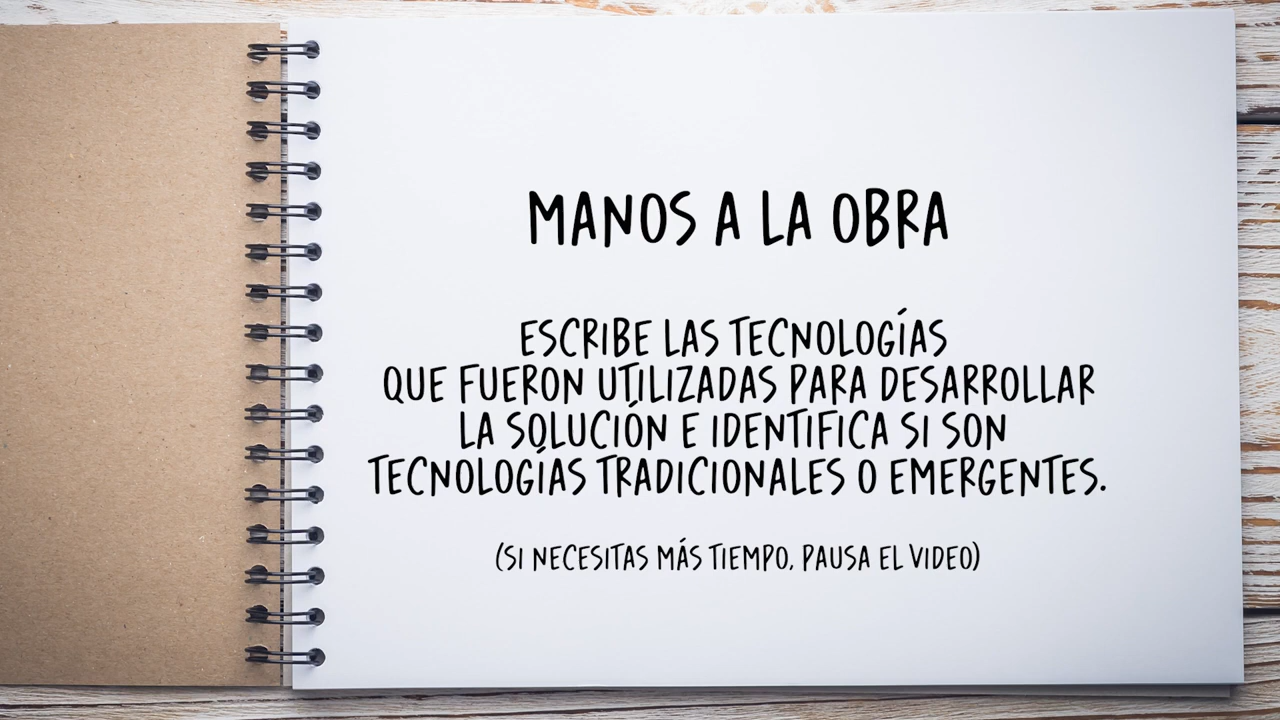 MANOS A LA OBRA
ESCRIBE LAS TECNOLOGÍAS
QUE FUERON UTILIZADAS PARA DESARROLLAR
LA SOLUCIÓN E IDENTIFICA SI SON
TECNOLOGÍAS TRADICIONALES O EMERGENTES.
(SI NECESITAS MÁS TIEMPO, PAUSA EL VIDEO)